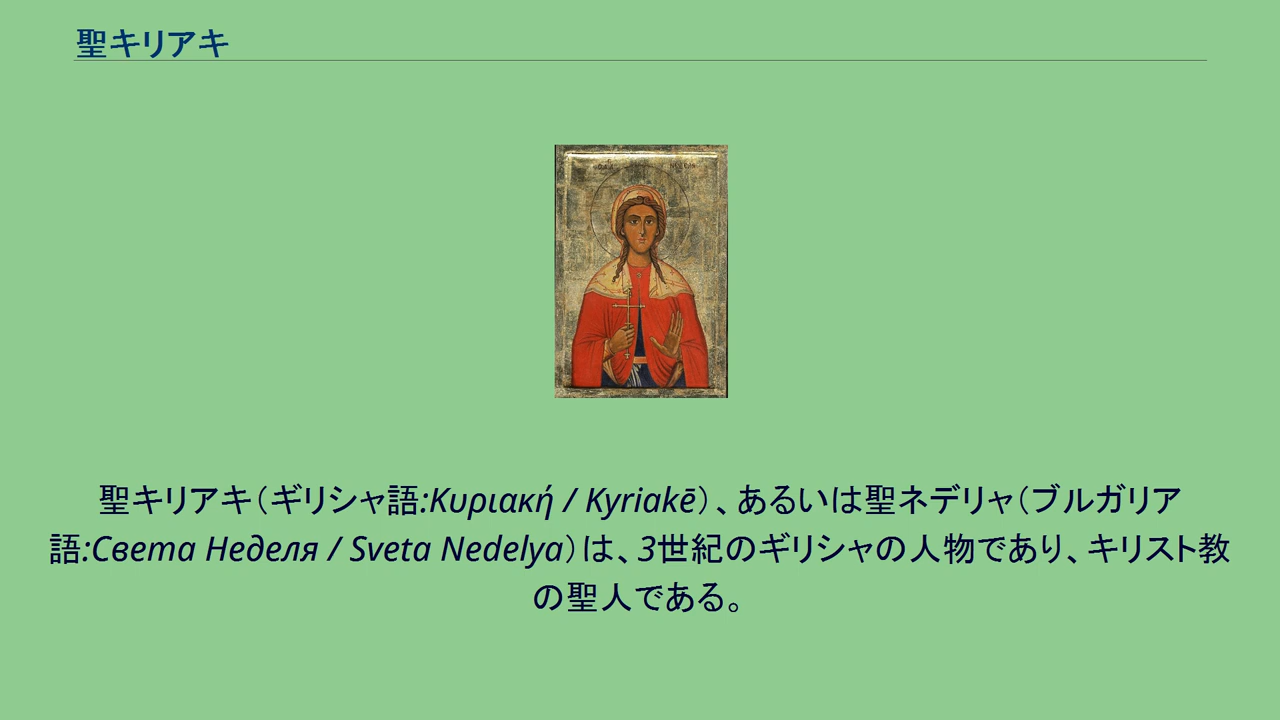 聖キリアキ
聖キリアキ（ギリシャ語:Κυριακή / Kyriakē）、あるいは聖ネデリャ（ブルガリア
語:Света Неделя / Sveta Nedelya）は、3世紀のギリシャの人物であり、キリスト教
の聖人である。